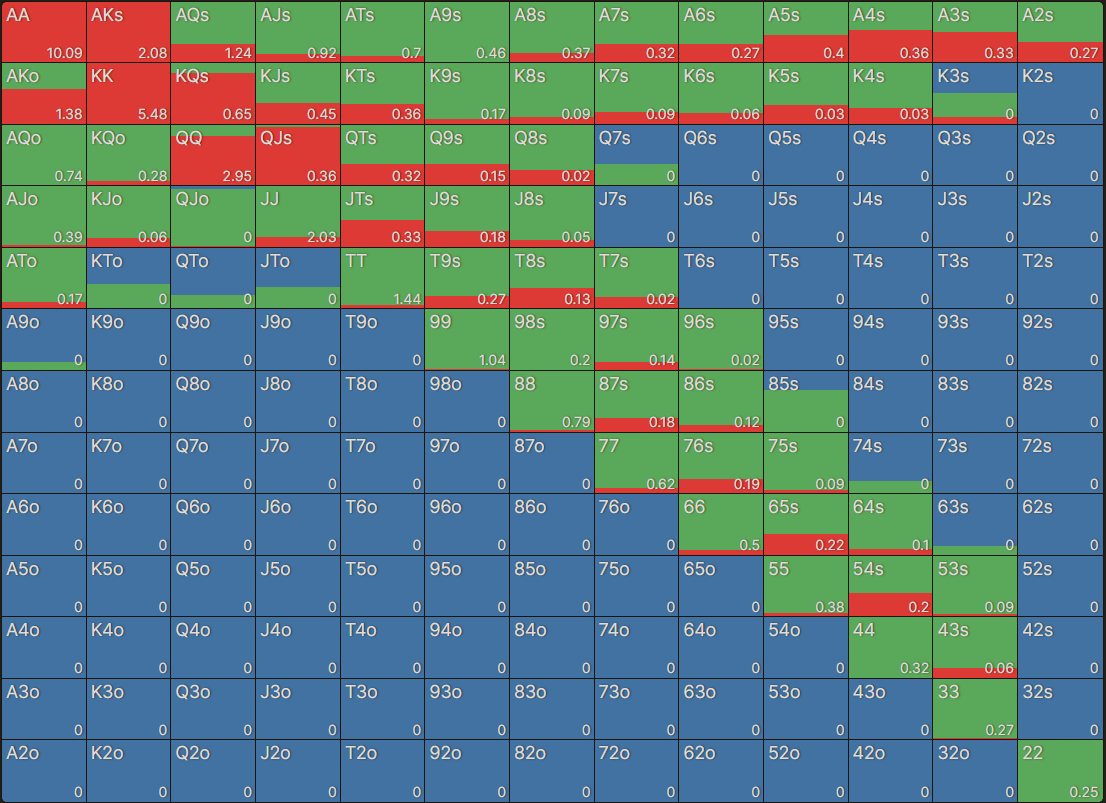 AA AKs AQs AJs ATs A9s A8s A7s A6s A5s A4s A3s A2s
10.09 2.08 1.24 0.92 0.7 0.46 0.37 0.32 0.27 0.4 0.36 0.33 0.27
AKo KK KQs KJs KTs K9s K8s K7s K6s K5s K4s K3s K2s
1.38 5.48 0.65 0.45 0.36 0.17 0.09 0.09 0.06 0.03 0.03 0 0
AQo KQo QQ QJs QTs Q9s Q8s Q7s Q6s Q5s Q4s Q3s Q2s
0.74 0.28 2.95 0.36 0.32 0.15 0.02 0 0 0 0 0 0
AJo KJo QJo JJ JTs J9s J8s J7s J6s J5s J4s J3s J2s
0.39 0.06 0 2.03 0.33 0.18 0.05 0 0 0 0 0 0
ATo KTo QTo JTo TT T9s T8s T7s T6s T5s T4s T3s T2s
0.17 0 0 0 1.44 0.27 0.13 0.02 0 0 0 0 0
A9o K9o Q9o J9o T9o 99 98s 97s 96s 95s 94s 93s 92s
0 0 0 0 0 1.04 0.2 0.14 0.02 0 0 0 0
A8o K8o Q8o J8o T8o 98o 88 87s 86s 85s 84s 83s 82s
0 0 0 0 0 0 0.79 0.18 0.12 0 0 0 0
A7o K7o Q7o J7o T7o 97o 87o 77 76s 75s 74s 73s 72s
0 0 0 0 0 0 0 0.62 0.19 0.09 0 0 0
A6o K6o Q6o J6o T6o 96o 86o 76o 66 65s 64s 63s 62s
0 0 0 0 0 0 0 0 0.5 0.22 0.1 0 0
A5o K5o Q5o J5o T5o 95o 85o 75o 65o 55 54s 53s 52s
0 0 0 0 0 0 0 0 0 0.38 0.2 0.09 0
A4o K4o Q4o J4o T4o 94o 84o 74o 64o 54o 44 43s 42s
0 0 0 0 0 0 0 0 0 0 0.32 0.06 0
A3o K3o Q3o J3o T3o 93o 83o 73o 63o 53o 43o 33 32s
0 0 0 0 0 0 0 0 0 0 0 0.27 0
A2o K2o Q2o J2o T2o 92o 82o 72o 62o 52o 42o 32o 22
0 0 0 0 0 0 0 0 0 0 0 0 0.25